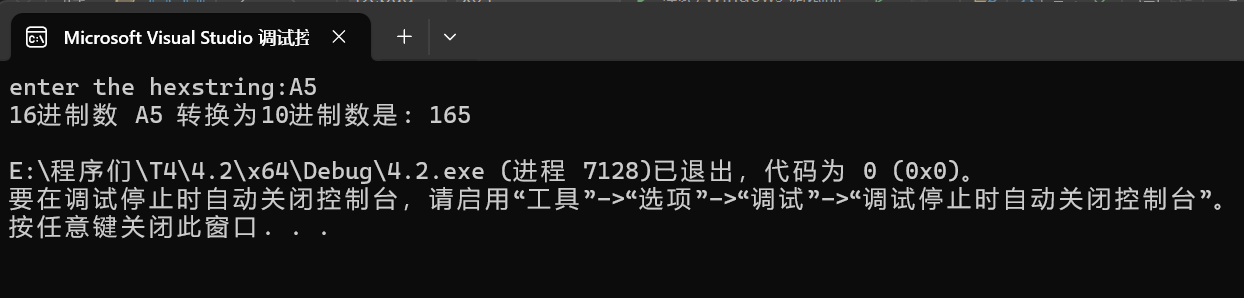 Microsoft Visual Studio 调试控
enter the hexstring:A5
16进制数 A5 转换为10进制数是: 165
E:\程序们\T4\4.2\x64\Debug\4.2.exe (进程 7128)已退出，代码为 0 (0x0)。
要在调试停止时自动关闭控制台，请启用“工具”->“选项”->“调试”->“调试停止时自动关闭控制台”。
按任意键关闭此窗口. . .